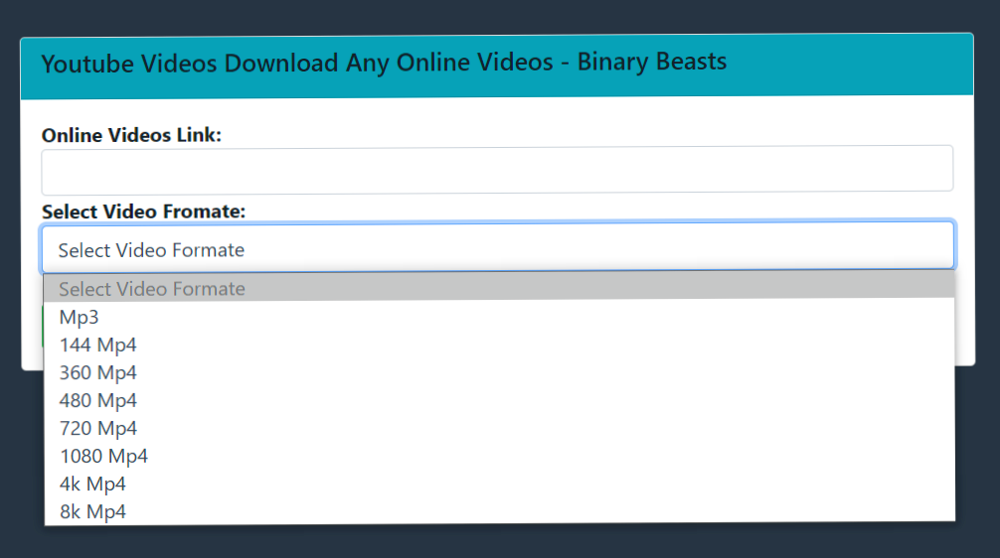 Youtube Videos Download Any Online Videos - Binary Beasts
Online Videos Link:
Select Video Fromate:
Select Video Formate
Select Video Formate
Mp3
144 Mp4
360 Mp4
480 Mp4
720 Mp4
1080 Mp4
4k Mp4
8k Mp4